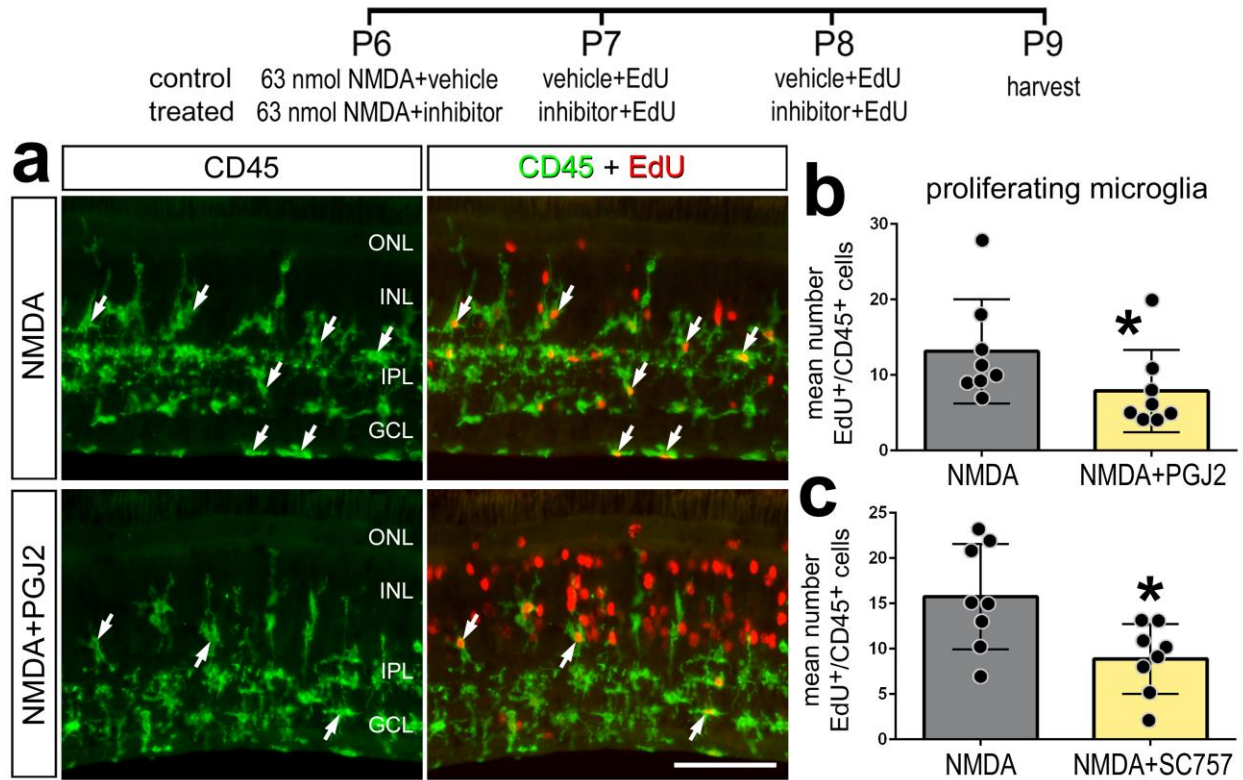 P6 P7 P8 P9
control 63 nmol NMDA+vehicle vehicle+EdU vehicle+EdU harvest
treated 63 nmol NMDA+inhibitor inhibitor+EdU inhibitor+EdU
a
CD45
CD45 + EdU
NMDA
ONL
INL
IPL
GCL
ONL
INL
IPL
GCL
NMDA+PGJ2
ONL
INL
IPL
GCL
ONL
INL
IPL
GCL
b
proliferating microglia
mean number
EdU⁺/CD45⁺ cells
30
20
10
0
*
NMDA NMDA+PGJ2
c
mean number
EdU⁺/CD45⁺ cells
25
20
15
10
5
0
*
NMDA NMDA+SC757